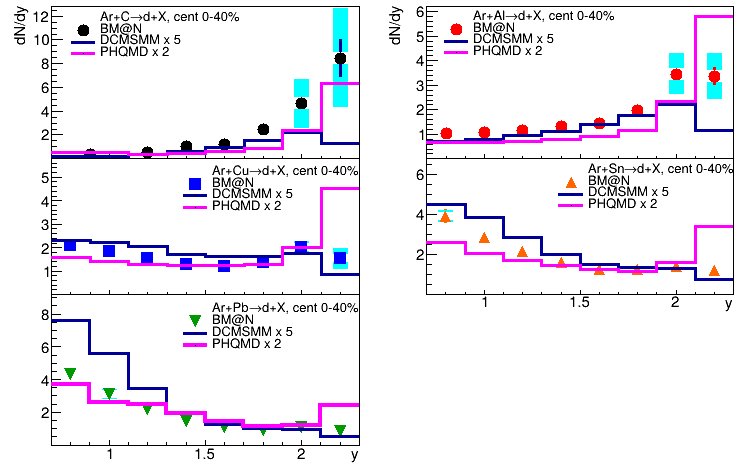 dN/dy
Ar+C→d+X, cent 0-40%
BM@N
DCMSMM x 5
PHQMD x 2
12
10
8
6
4
2
dN/dy
Ar+Al→d+X, cent 0-40%
BM@N
DCMSMM x 5
PHQMD x 2
6
5
4
3
2
1
Ar+Cu→d+X, cent 0-40%
BM@N
DCMSMM x 5
PHQMD x 2
5
4
3
2
1
Ar+Sn→d+X, cent 0-40%
BM@N
DCMSMM x 5
PHQMD x 2
6
4
2
1 1.5 2 y
Ar+Pb→d+X, cent 0-40%
BM@N
DCMSMM x 5
PHQMD x 2
8
6
4
2
1 1.5 2 y